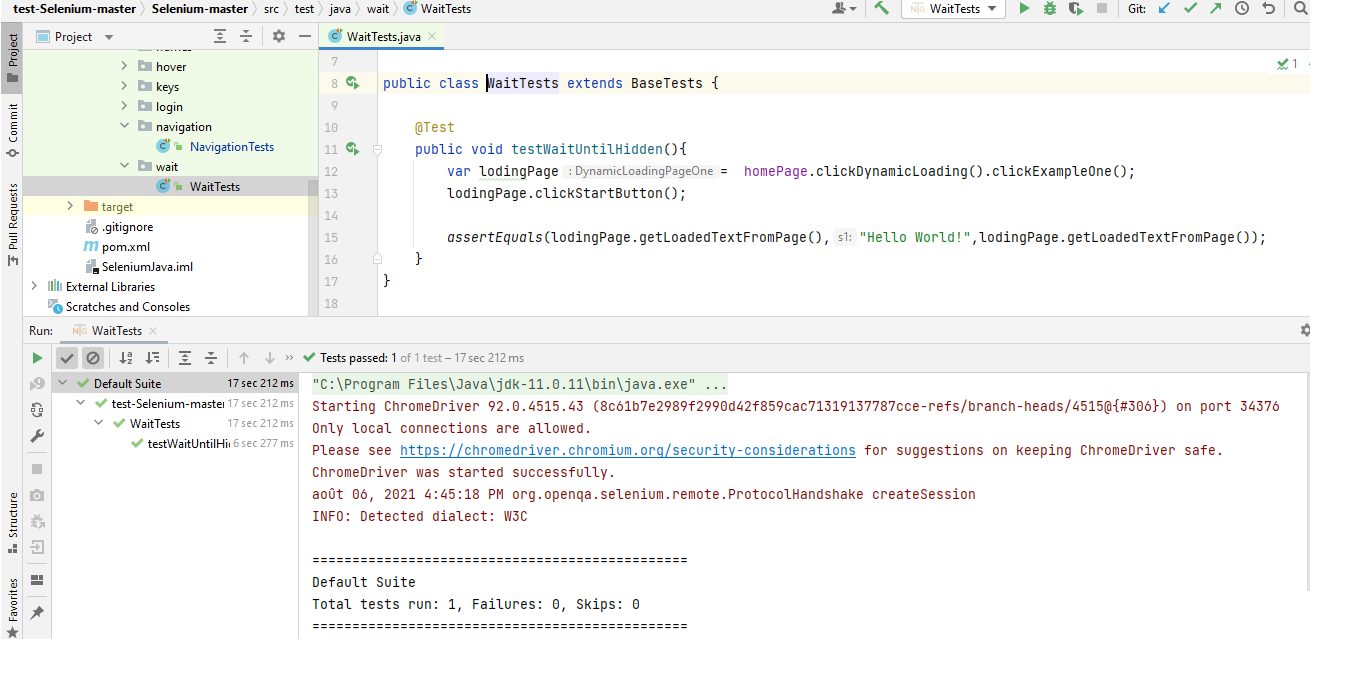 test-Selenium-master Selenium-master src test java wait WaitTests WaitTests Git:
Project WaitTests.java
hover
keys
login
navigation
NavigationTests
wait
WaitTests
target
.gitignore
pom.xml
SeleniumJava.iml
External Libraries
Scratches and Consoles
Project
Commit
Pull Requests
Structure
Favorites
1
7
8 public class WaitTests extends BaseTests {
9
10 @Test
11 public void testWaitUntilHidden(){
12 var lodingPage : DynamicLoadingPageOne = homePage.clickDynamicLoading().clickExampleOne();
13 lodingPage.clickStartButton();
14
15 assertEquals(lodingPage.getLoadedTextFromPage(), s1: "Hello World!",lodingPage.getLoadedTextFromPage());
16 }
17 }
18
Run: WaitTests
Tests passed: 1 of 1 test – 17 sec 212 ms
Default Suite 17 sec 212 ms
test-Selenium-master 17 sec 212 ms
WaitTests 17 sec 212 ms
testWaitUntilHi 6 sec 277 ms
"C:\Program Files\Java\jdk-11.0.11\bin\java.exe" ...
Starting ChromeDriver 92.0.4515.43 (8c61b7e2989f2990d42f859cac71319137787cce-refs/branch-heads/4515@{#306}) on port 34376
Only local connections are allowed.
Please see https://chromedriver.chromium.org/security-considerations for suggestions on keeping ChromeDriver safe.
ChromeDriver was started successfully.
août 06, 2021 4:45:18 PM org.openqa.selenium.remote.ProtocolHandshake createSession
INFO: Detected dialect: W3C
===============================================
Default Suite
Total tests run: 1, Failures: 0, Skips: 0
===============================================